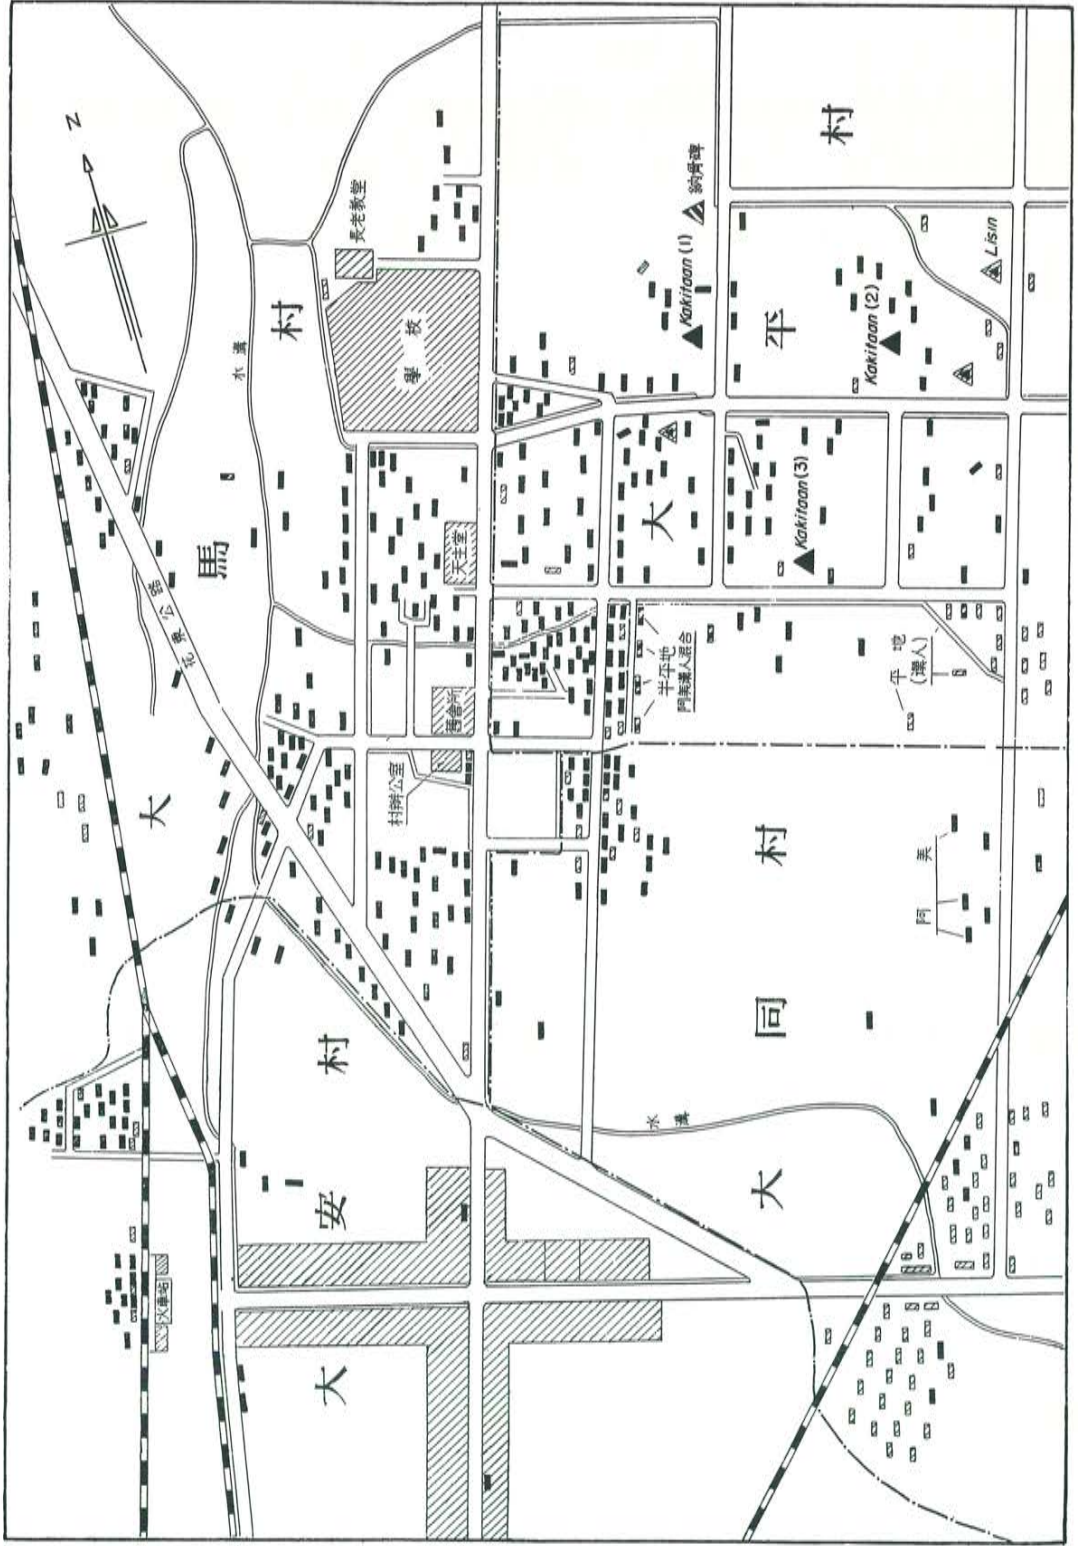 N
大馬村
水溝
花東公路
長老教堂
學校
天主堂
舊會所
村辦公室
大平村
納骨碑
Kakitaan (1)
Kakitaan (2)
Kakitaan (3)
Lisin
半平地
阿美漢人混合
平地
(漢人)
阿美
大同村
水溝
大安村
火車站